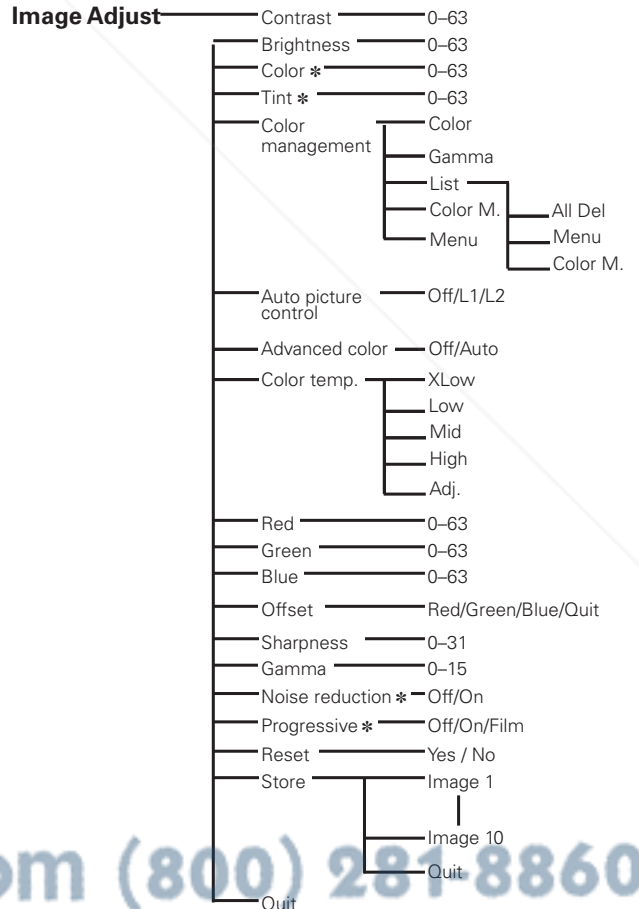 Image Adjust Contrast 0–63
Brightness 0–63
Color * 0–63
Tint * 0–63
Color management Color
Gamma
List
Color M. All Del
Menu Menu
Color M.
Auto picture control Off/L1/L2
Advanced color Off/Auto
Color temp. XLow
Low
Mid
High
Adj.
Red 0–63
Green 0–63
Blue 0–63
Offset Red/Green/Blue/Quit
Sharpness 0–31
Gamma 0–15
Noise reduction * Off/On
Progressive * Off/On/Film
Reset Yes / No
Store Image 1
Image 10
Quit
Quit
om (800) 281-8860